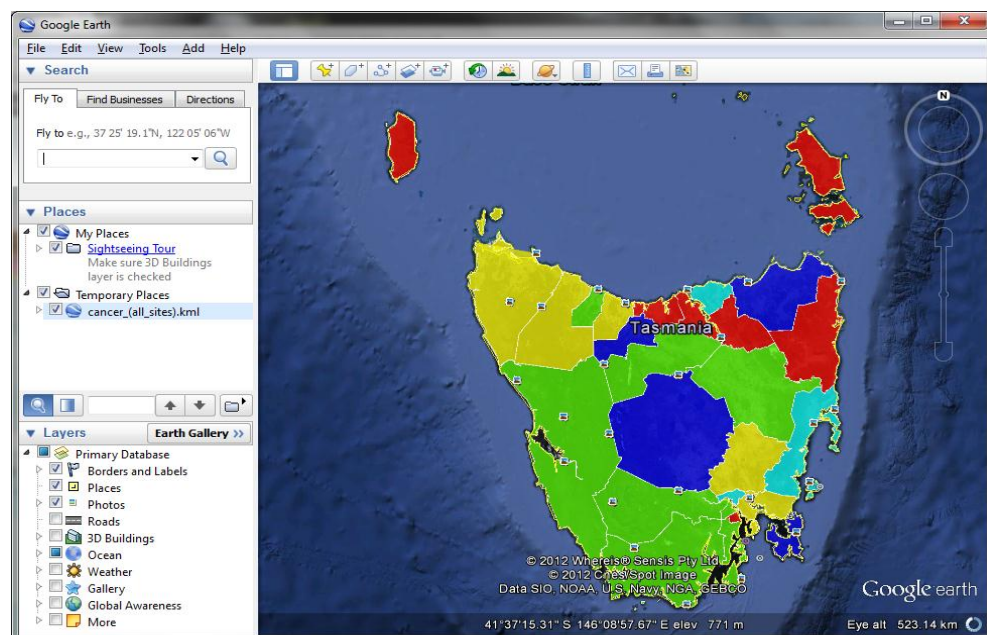 Google Earth
File Edit View Tools Add Help
Search
Fly To Find Businesses Directions
Fly to e.g., 37 25' 19.1"N, 122 05' 06"W
Places
My Places
Sightseeing Tour
Make sure 3D Buildings
layer is checked
Temporary Places
cancer_(all_sites).kml
Layers
Earth Gallery >>
Primary Database
Borders and Labels
Places
Photos
Roads
3D Buildings
Ocean
Weather
Gallery
Global Awareness
More
N
Tasmania
© 2012 Whereis® Sensis Pty Ltd
© 2012 Cnes/Spot Image
Data SIO, NOAA, U.S. Navy, NGA, GEBCO
Google earth
41°37'15.31" S 146°08'57.67" E elev 771 m
Eye alt 523.14 km